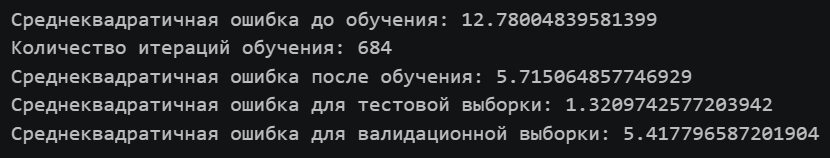 Среднеквадратичная ошибка до обучения: 12.78004839581399
Количество итераций обучения: 684
Среднеквадратичная ошибка после обучения: 5.715064857746929
Среднеквадратичная ошибка для тестовой выборки: 1.3209742577203942
Среднеквадратичная ошибка для валидационной выборки: 5.417796587201904